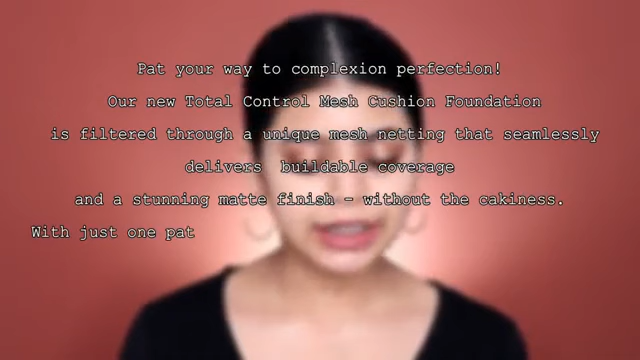 Pat your way to complexion perfection!
Our new Total Control Mesh Cushion Foundation
is filtered through a unique mesh netting that seamlessly
delivers  buildable coverage
and a stunning matte finish - without the cakiness.
With just one pat